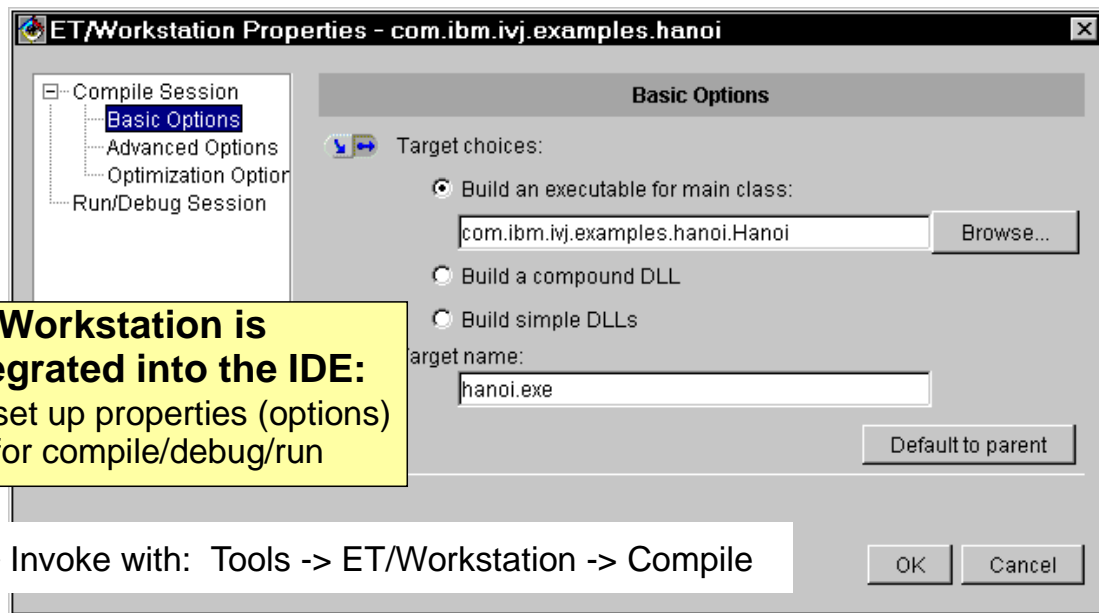 ET/Workstation Properties - com.ibm.ivj.examples.hanoi
Compile Session
Basic Options
Advanced Options
Optimization Option
Run/Debug Session
Basic Options
Target choices:
Build an executable for main class:
com.ibm.ivj.examples.hanoi.Hanoi
Browse...
Build a compound DLL
Build simple DLLs
Target name:
hanoi.exe
Default to parent
Workstation is
egrated into the IDE:
set up properties (options)
for compile/debug/run
Invoke with: Tools -> ET/Workstation -> Compile
OK
Cancel